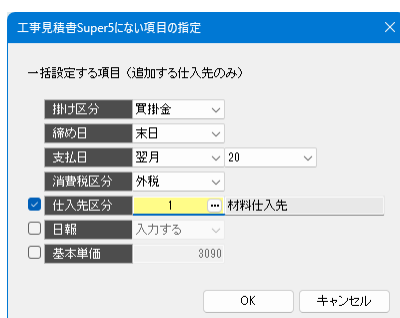 工事見積書Super5にない項目の指定
一括設定する項目（追加する仕入先のみ）
掛け区分 買掛金
締め日 末日
支払日 翌月 20
消費税区分 外税
仕入先区分 1 ... 材料仕入先
日報 入力する
基本単価 3090
OK キャンセル